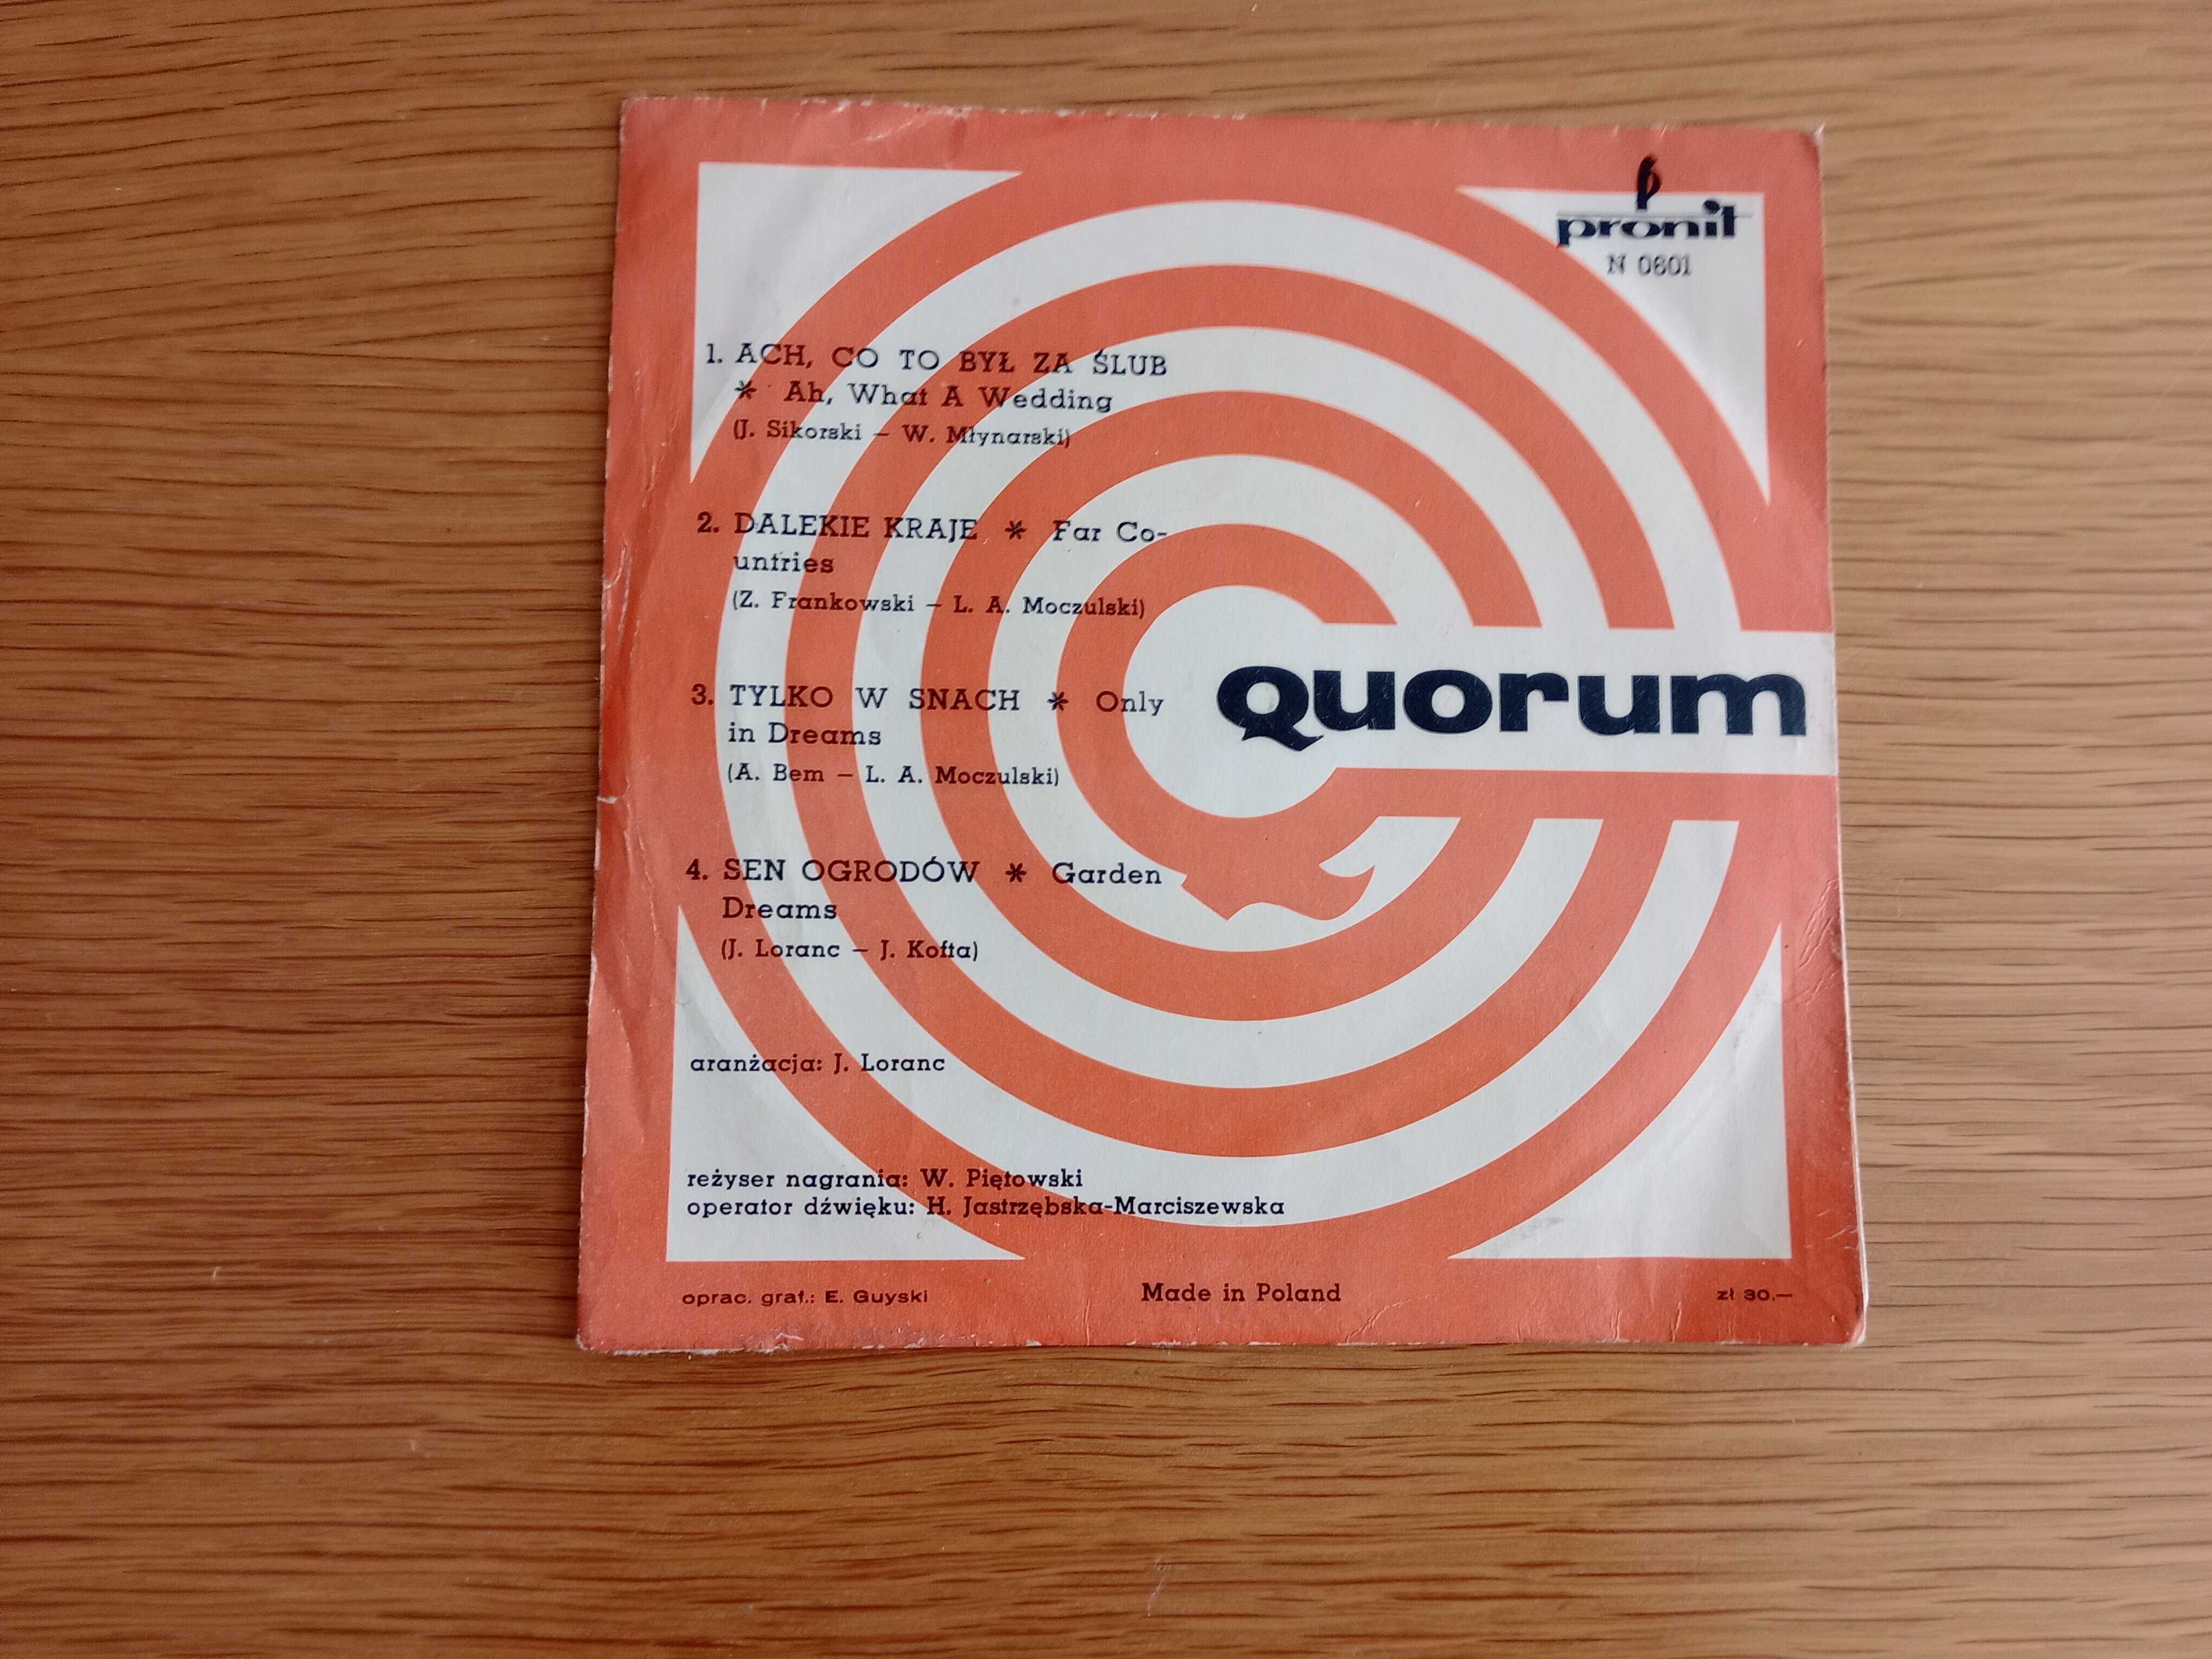 pronit
N 0601
1. ACH, CO TO BYŁ ZA ŚLUB
* Ah, What A Wedding
(J. Sikorski – W. Młynarski)
2. DALEKIE KRAJE * Far Co-
untries
(Z. Frankowski – L. A. Moczulski)
3. TYLKO W SNACH * Only
in Dreams
(A. Bem – L. A. Moczulski)
quorum
4. SEN OGRODÓW * Garden
Dreams
(J. Loranc – J. Kofta)
aranżacja: J. Loranc
reżyser nagrania: W. Piętowski
operator dźwięku: H. Jastrzębska-Marciszewska
oprac. graf.: E. Guyski
Made in Poland
zł 30.—